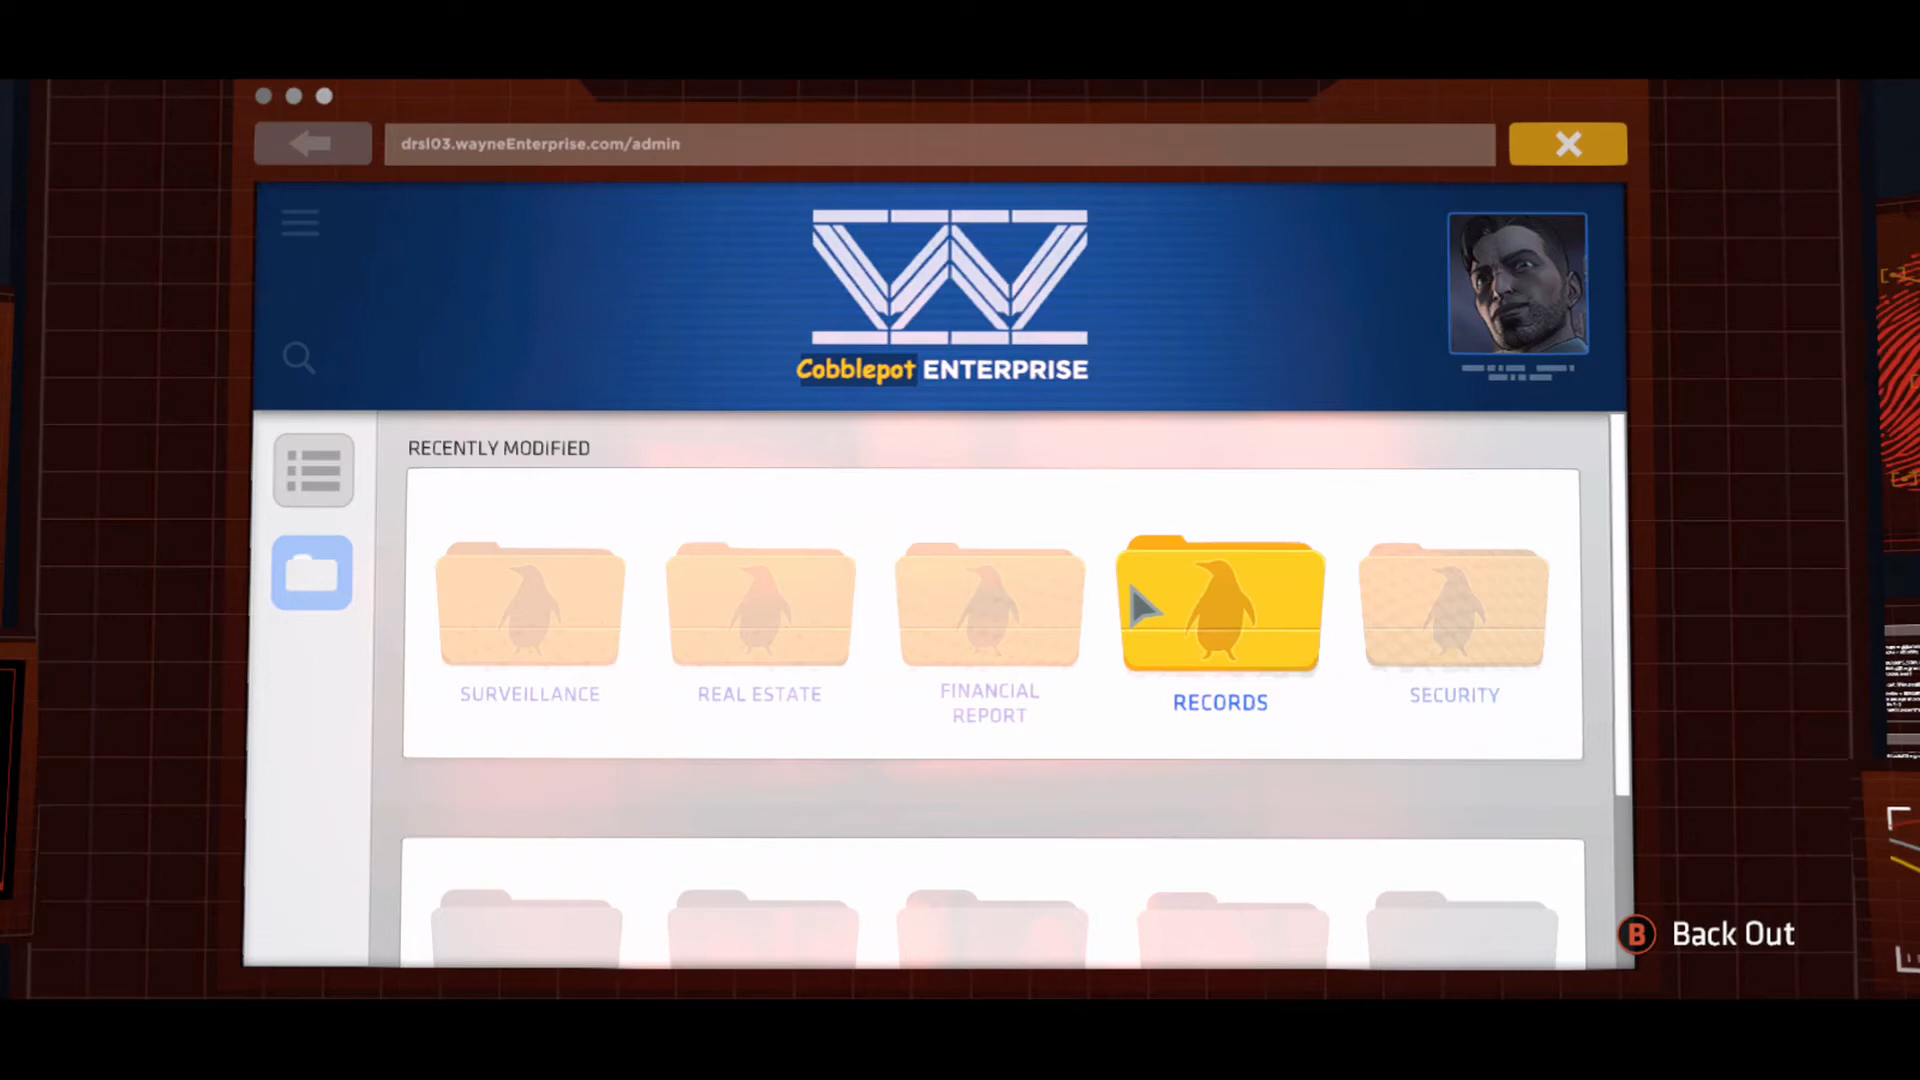 drsl03.wayneEnterprise.com/admin
Cobblepot ENTERPRISE
RECENTLY MODIFIED
SURVEILLANCE
REAL ESTATE
FINANCIAL
REPORT
RECORDS
SECURITY
B Back Out